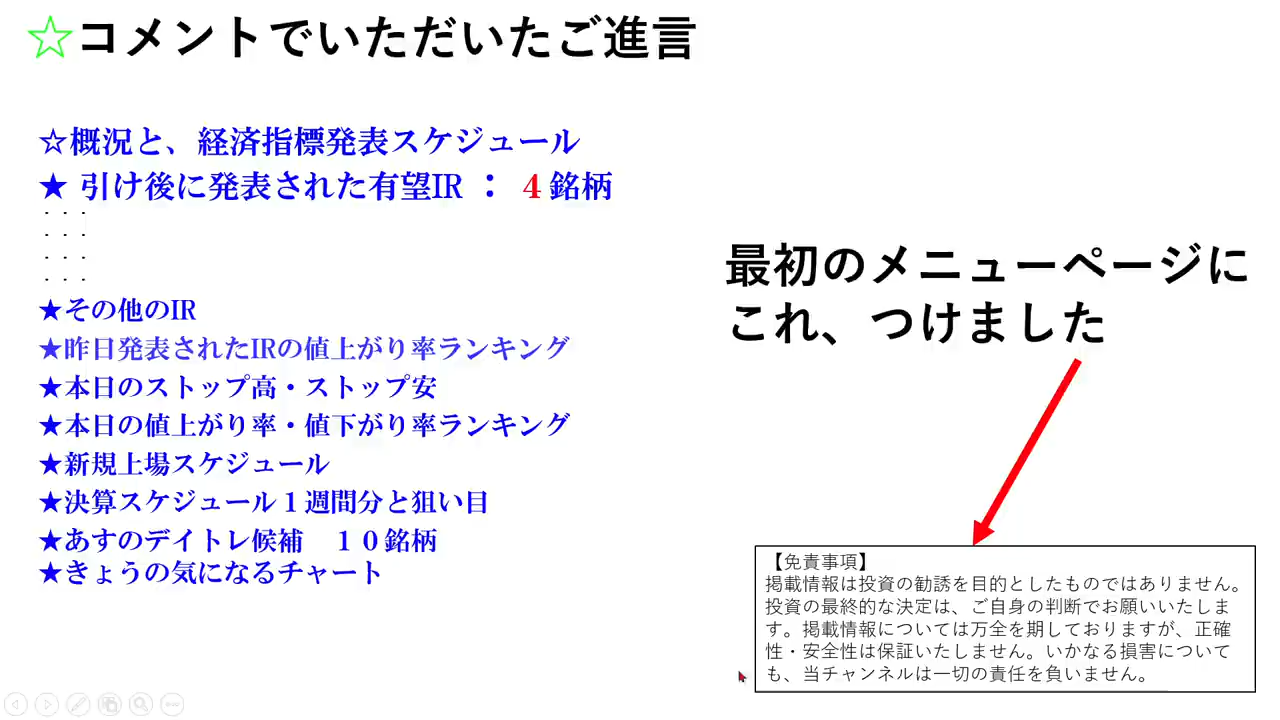 ☆コメントでいただいたご進言
☆概況と、経済指標発表スケジュール
★ 引け後に発表された有望IR ： 4銘柄
・・・
・・・
・・・
・・・
★その他のIR
★昨日発表されたIRの値上がり率ランキング
★本日のストップ高・ストップ安
★本日の値上がり率・値下がり率ランキング
★新規上場スケジュール
★決算スケジュール１週間分と狙い目
★あすのデイトレ候補　１０銘柄
★きょうの気になるチャート
最初のメニューページに
これ、つけました
【免責事項】
掲載情報は投資の勧誘を目的としたものではありません。
投資の最終的な決定は、ご自身の判断でお願いいたしま
す。掲載情報については万全を期しておりますが、正確
性・安全性は保証いたしません。いかなる損害について
も、当チャンネルは一切の責任を負いません。